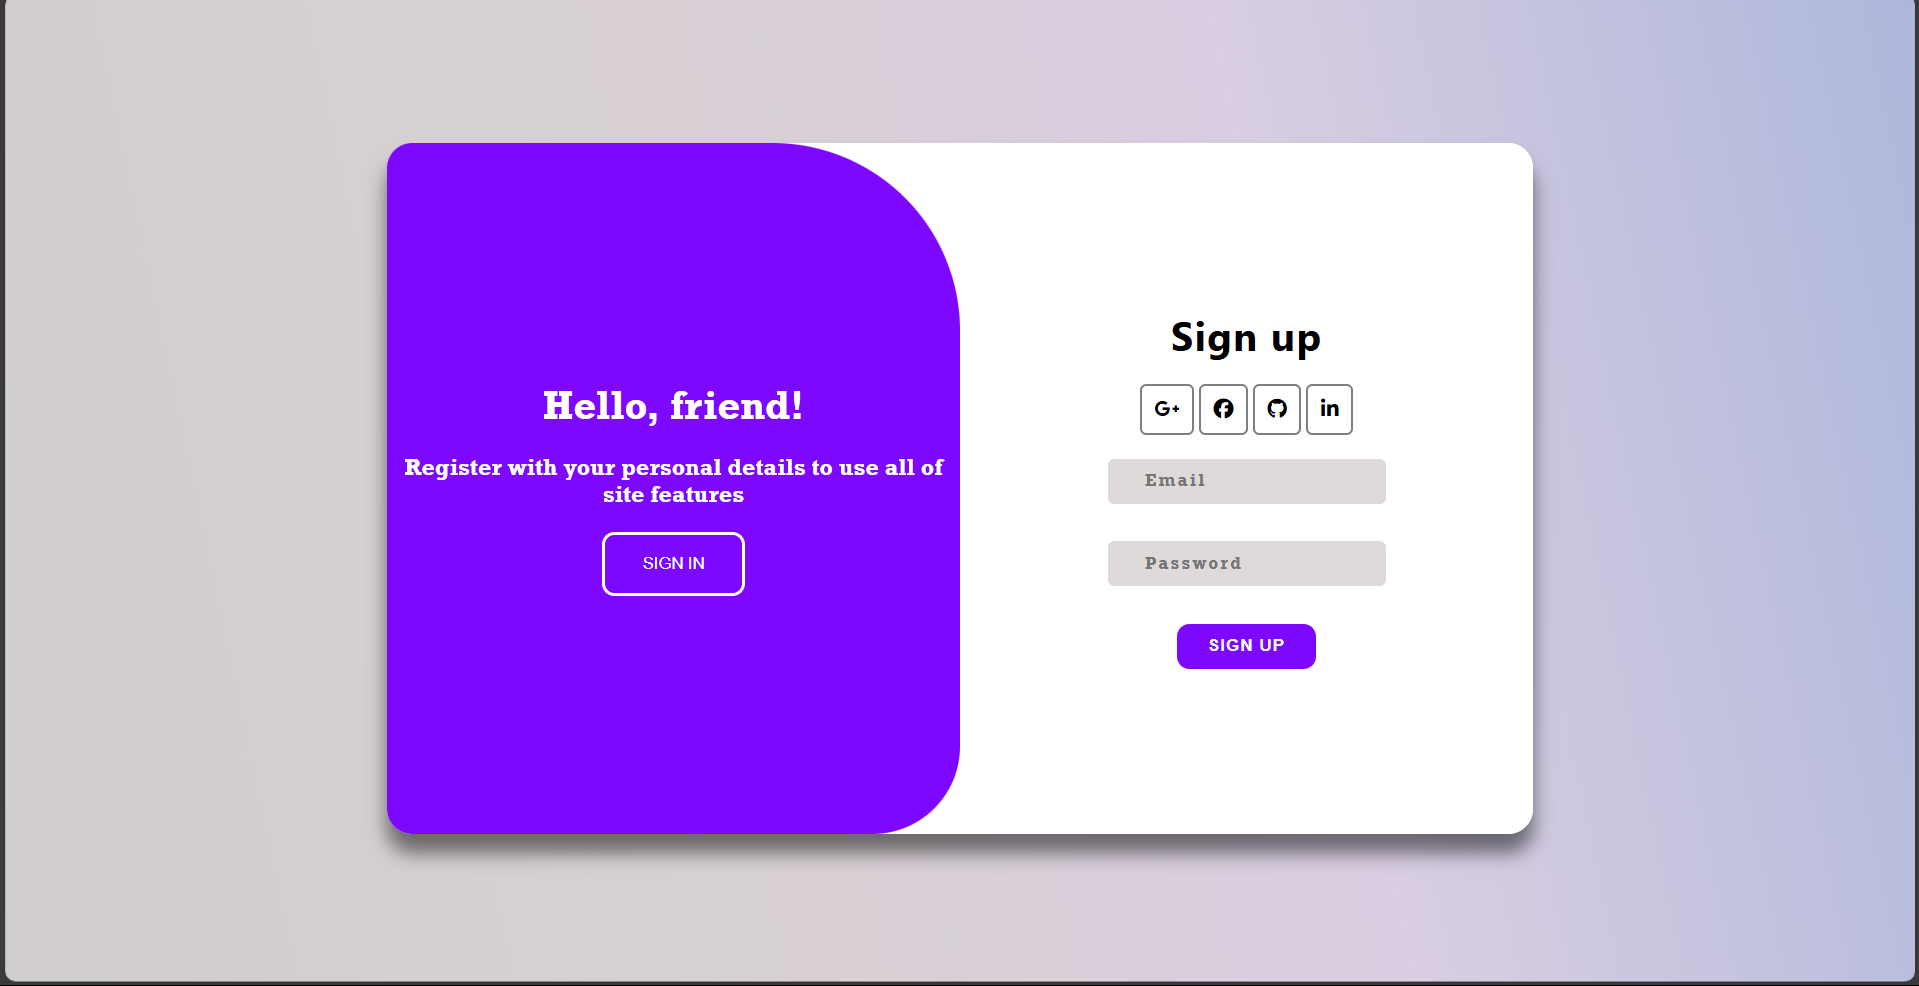 Hello, friend!
Register with your personal details to use all of
site features
SIGN IN
Sign up
G+
in
Email
Password
SIGN UP